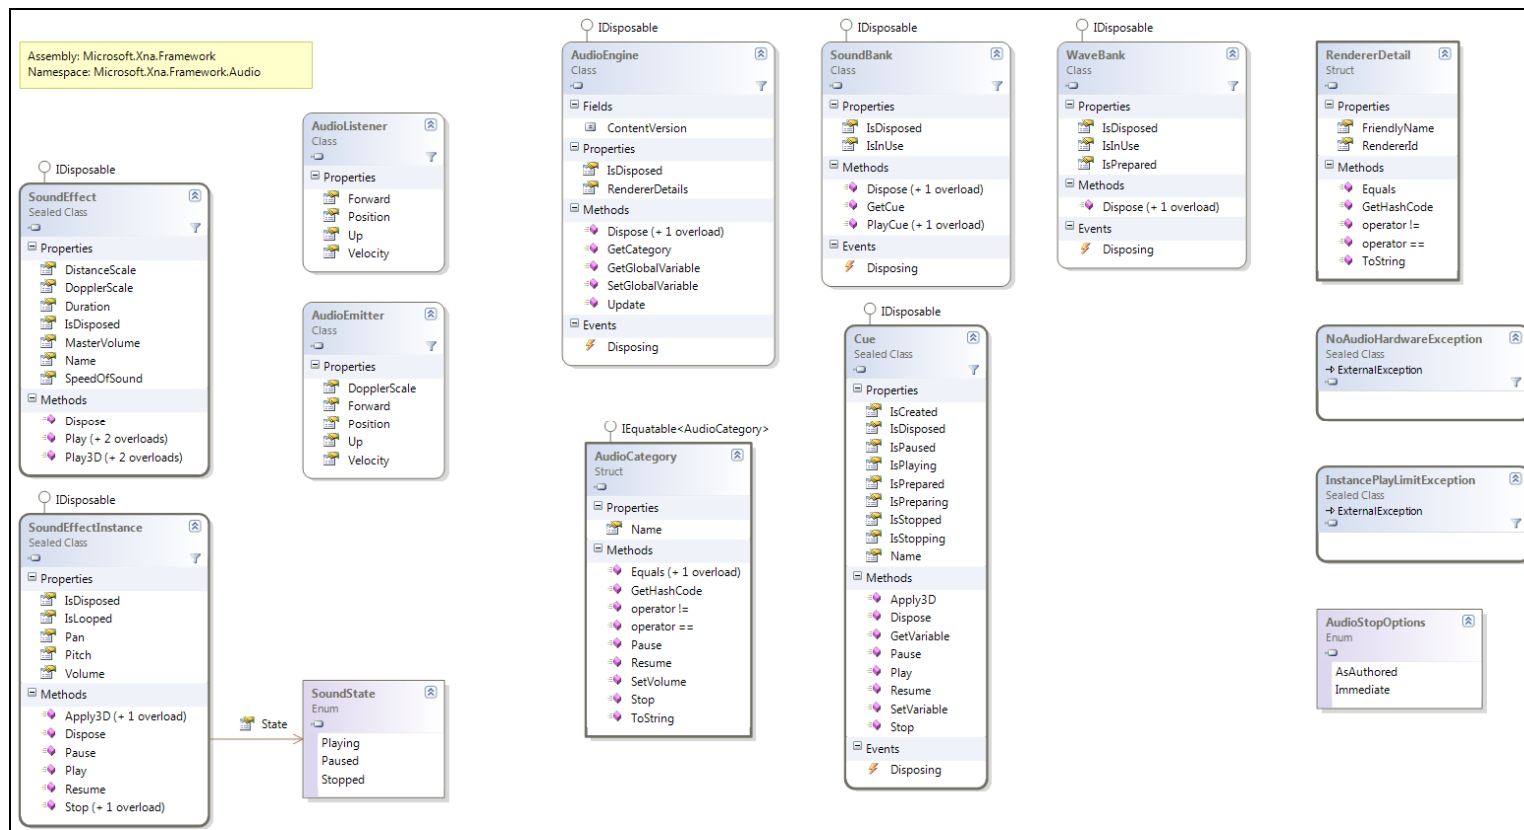 Assembly: Microsoft.Xna.Framework
Namespace: Microsoft.Xna.Framework.Audio
IDisposable
SoundEffect
Sealed Class
Properties
DistanceScale
DopplerScale
Duration
IsDisposed
MasterVolume
Name
SpeedOfSound
Methods
Dispose
Play (+ 2 overloads)
Play3D (+ 2 overloads)
IDisposable
SoundEffectInstance
Sealed Class
Properties
IsDisposed
IsLooped
Pan
Pitch
Volume
Methods
Apply3D (+ 1 overload)
Dispose
Pause
Play
Resume
Stop (+ 1 overload)
State
AudioListener
Class
Properties
Forward
Position
Up
Velocity
AudioEmitter
Class
Properties
DopplerScale
Forward
Position
Up
Velocity
SoundState
Enum
Playing
Paused
Stopped
IDisposable
AudioEngine
Class
Fields
ContentVersion
Properties
IsDisposed
RendererDetails
Methods
Dispose (+ 1 overload)
GetCategory
GetGlobalVariable
SetGlobalVariable
Update
Events
Disposing
IEquatable<AudioCategory>
AudioCategory
Struct
Properties
Name
Methods
Equals (+ 1 overload)
GetHashCode
operator !=
operator ==
Pause
Resume
SetVolume
Stop
ToString
IDisposable
SoundBank
Class
Properties
IsDisposed
IsInUse
Methods
Dispose (+ 1 overload)
GetCue
PlayCue (+ 1 overload)
Events
Disposing
IDisposable
Cue
Sealed Class
Properties
IsCreated
IsDisposed
IsPaused
IsPlaying
IsPrepared
IsPreparing
IsStopped
IsStopping
Name
Methods
Apply3D
Dispose
GetVariable
Pause
Play
Resume
SetVariable
Stop
Events
Disposing
IDisposable
WaveBank
Class
Properties
IsDisposed
IsInUse
IsPrepared
Methods
Dispose (+ 1 overload)
Events
Disposing
RendererDetail
Struct
Properties
FriendlyName
RendererId
Methods
Equals
GetHashCode
operator !=
operator ==
ToString
NoAudioHardwareException
Sealed Class
ExternalException
InstancePlayLimitException
Sealed Class
ExternalException
AudioStopOptions
Enum
AsAuthored
Immediate